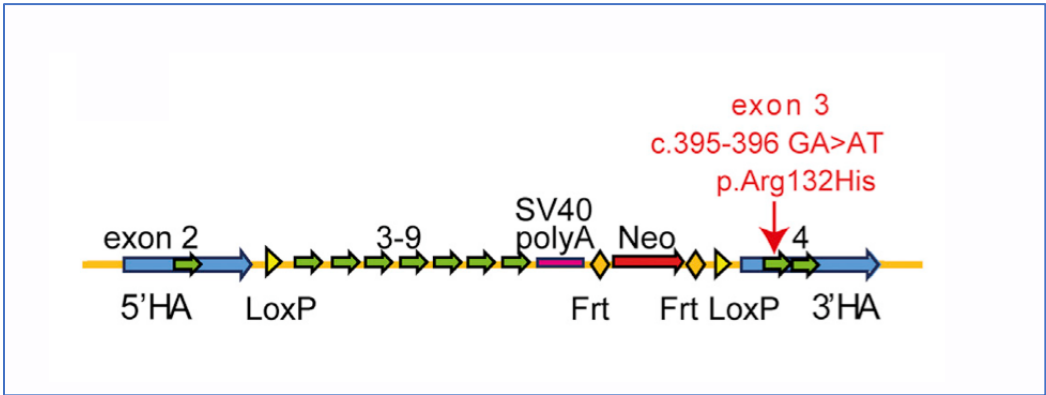 exon 3
c.395-396 GA>AT
p.Arg132His
SV40
exon 2 3-9 polyA Neo 4
5'HA LoxP Frt Frt LoxP 3'HA